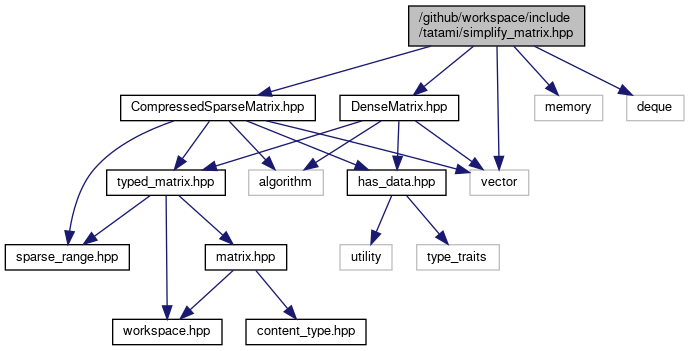 /github/workspace/include
/tatami/simplify_matrix.hpp
CompressedSparseMatrix.hpp
DenseMatrix.hpp
memory
deque
typed_matrix.hpp
algorithm
has_data.hpp
vector
sparse_range.hpp
matrix.hpp
utility
type_traits
workspace.hpp
content_type.hpp